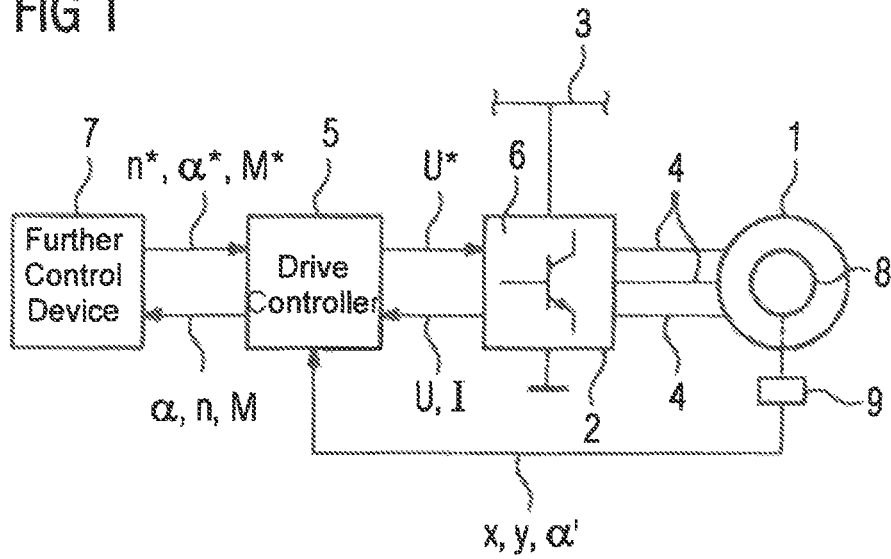 FIG 1
3
7
5
6
4
1
n*, α*, M*
U*
Further
Control
Device
Drive
Controller
8
α, n, M
U, I
2
4
9
x, y, α'